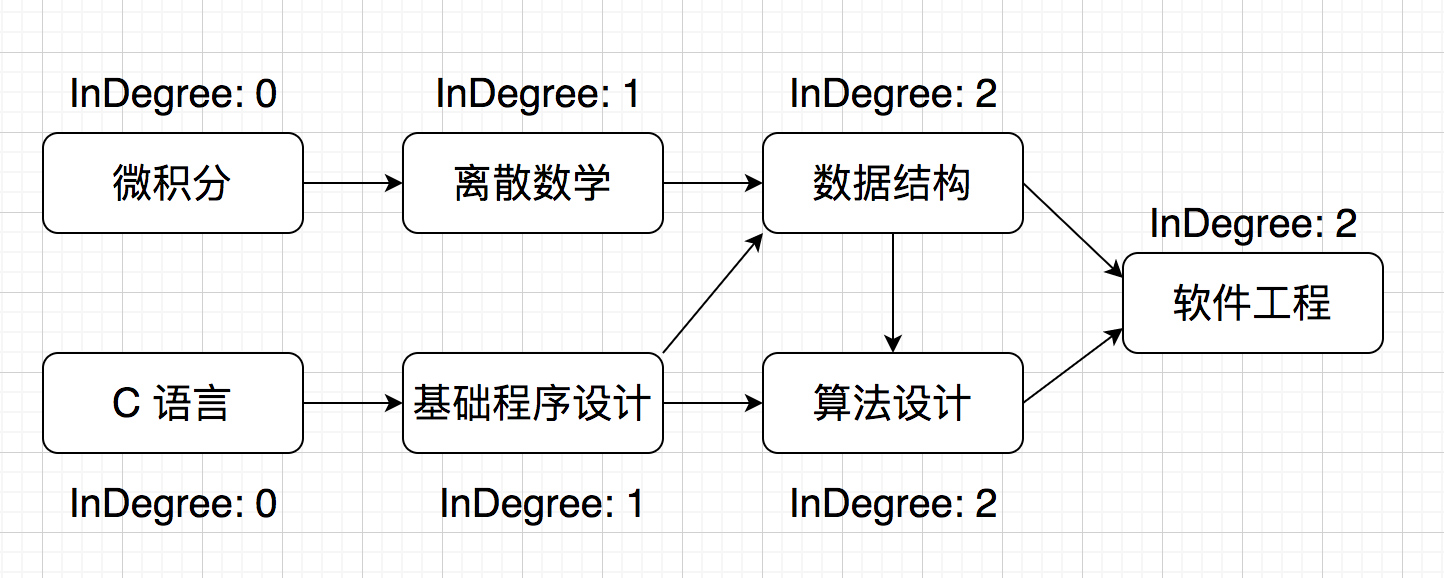 InDegree: 0
InDegree: 1
InDegree: 2
微积分
离散数学
数据结构
InDegree: 2
软件工程
C 语言
基础程序设计
算法设计
InDegree: 0
InDegree: 1
InDegree: 2